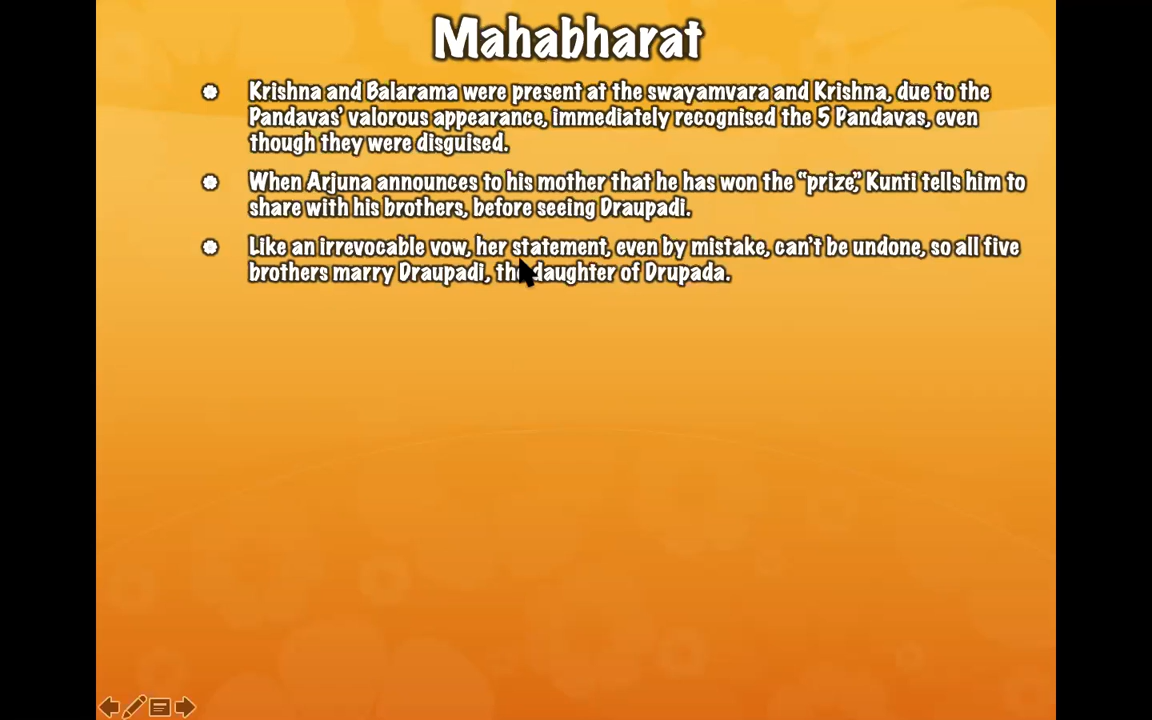 Mahabharat
Krishna and Balarama were present at the swayamvara and Krishna, due to the
Pandavas' valorous appearance, immediately recognised the 5 Pandavas, even
though they were disguised.
When Arjuna announces to his mother that he has won the "prize," Kunti tells him to
share with his brothers, before seeing Draupadi.
Like an irrevocable vow, her statement, even by mistake, can't be undone, so all five
brothers marry Draupadi, the daughter of Drupada.